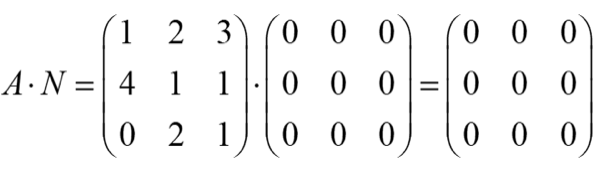 A · N = ( 1 2 3 ) · ( 0 0 0 ) = ( 0 0 0 )
( 4 1 1 ) ( 0 0 0 ) ( 0 0 0 )
( 0 2 1 ) ( 0 0 0 ) ( 0 0 0 )